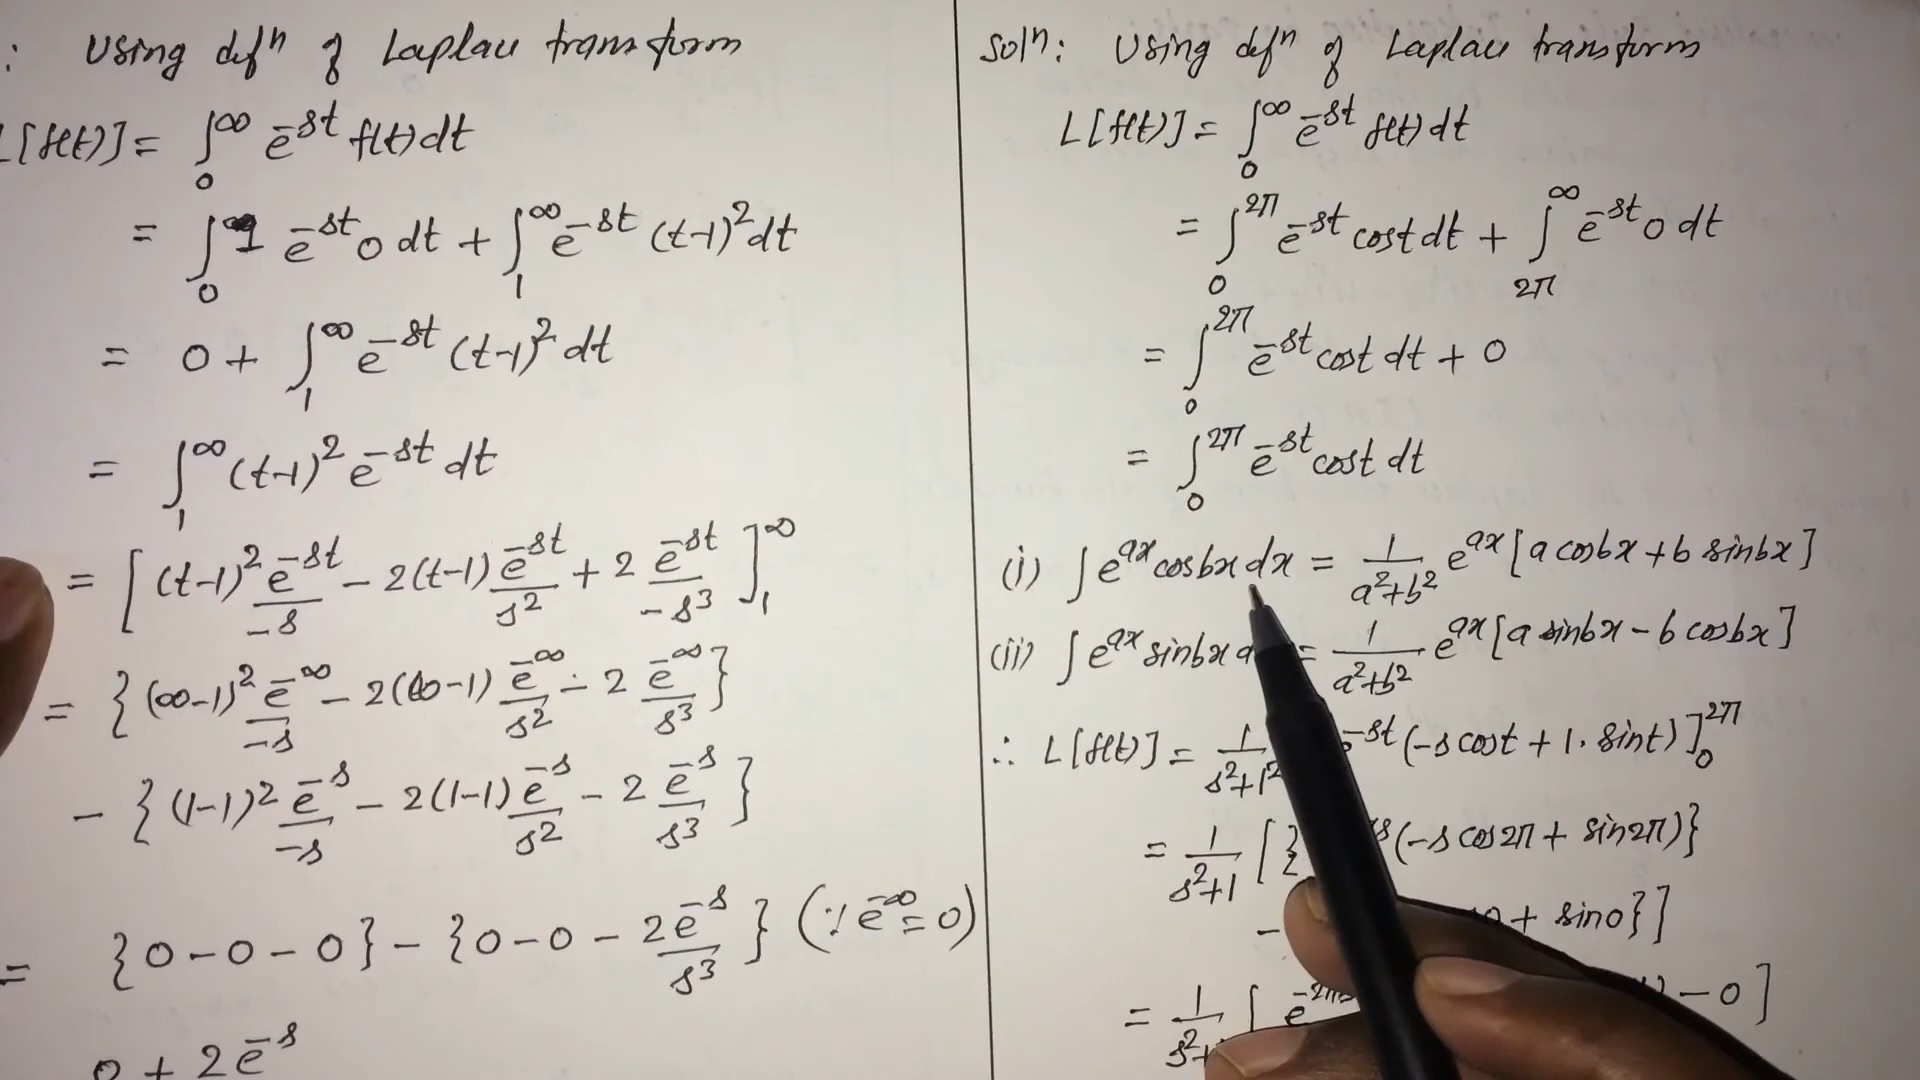 : Using defⁿ of Laplace transform
L[f(t)] = ∫₀^∞ e^-st f(t) dt
= ∫₀^1 e^-st 0 dt + ∫₁^∞ e^-st (t-1)² dt
= 0 + ∫₁^∞ e^-st (t-1)² dt
= ∫₁^∞ (t-1)² e^-st dt
= [(t-1)² e^-st/-s - 2(t-1) e^-st/s² + 2 e^-st/-s³]₁^∞
= {(∞-1)² e^-∞/-s - 2(∞-1) e^-∞/s² - 2 e^-∞/s³}
- {(1-1)² e^-s/-s - 2(1-1) e^-s/s² - 2 e^-s/s³}
= {0-0-0} - {0-0-2e^-s/s³} (∵ e^-∞ = 0)
0 + 2e^-s
Solⁿ: Using defⁿ of Laplace transform
L[f(t)] = ∫₀^∞ e^-st f(t) dt
= ∫₀^2π e^-st cost dt + ∫_2π^∞ e^-st 0 dt
= ∫₀^2π e^-st cost dt + 0
= ∫₀^2π e^-st cost dt
(i) ∫e^ax cosbx dx = 1/(a²+b²) e^ax [a cosbx + b sinbx]
(ii) ∫e^ax sinbx = 1/(a²+b²) e^ax [a sinbx - b cosbx]
∴ L[f(t)] = 1/(s²+1²) e^-st (-s cost + 1. sint)]₀^2π
= 1/(s²+1) [{ (-s cos2π + sin2π)}
- + sin0}]
= 1/s²+ [e^-2πs - 0]